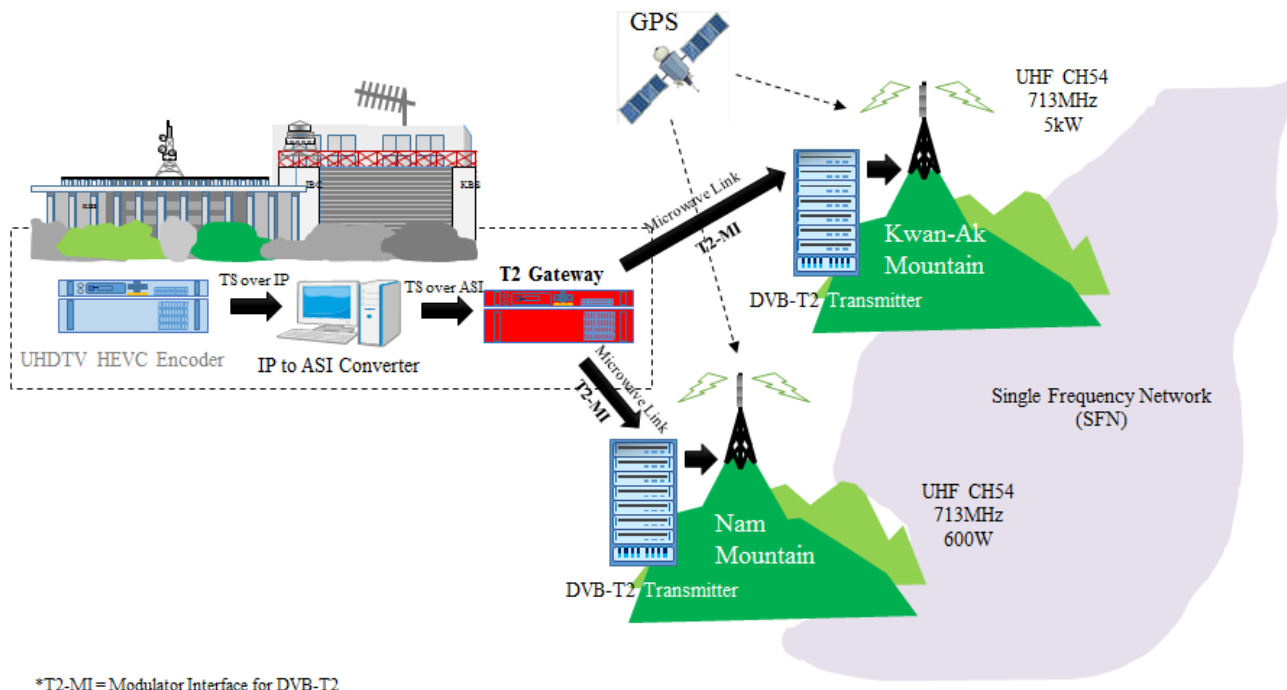 GPS
UHF CH54
713MHz
5kW
KBS
Microwave Link
T2-MI
Kwan-Ak
Mountain
DVB-T2 Transmitter
TS over IP
TS over ASI
T2 Gateway
UHDTV HEVC Encoder
IP to ASI Converter
Microwave Link
T2-MI
Single Frequency Network
(SFN)
UHF CH54
713MHz
600W
Nam
Mountain
DVB-T2 Transmitter
*T2-MI = Modulator Interface for DVB-T2